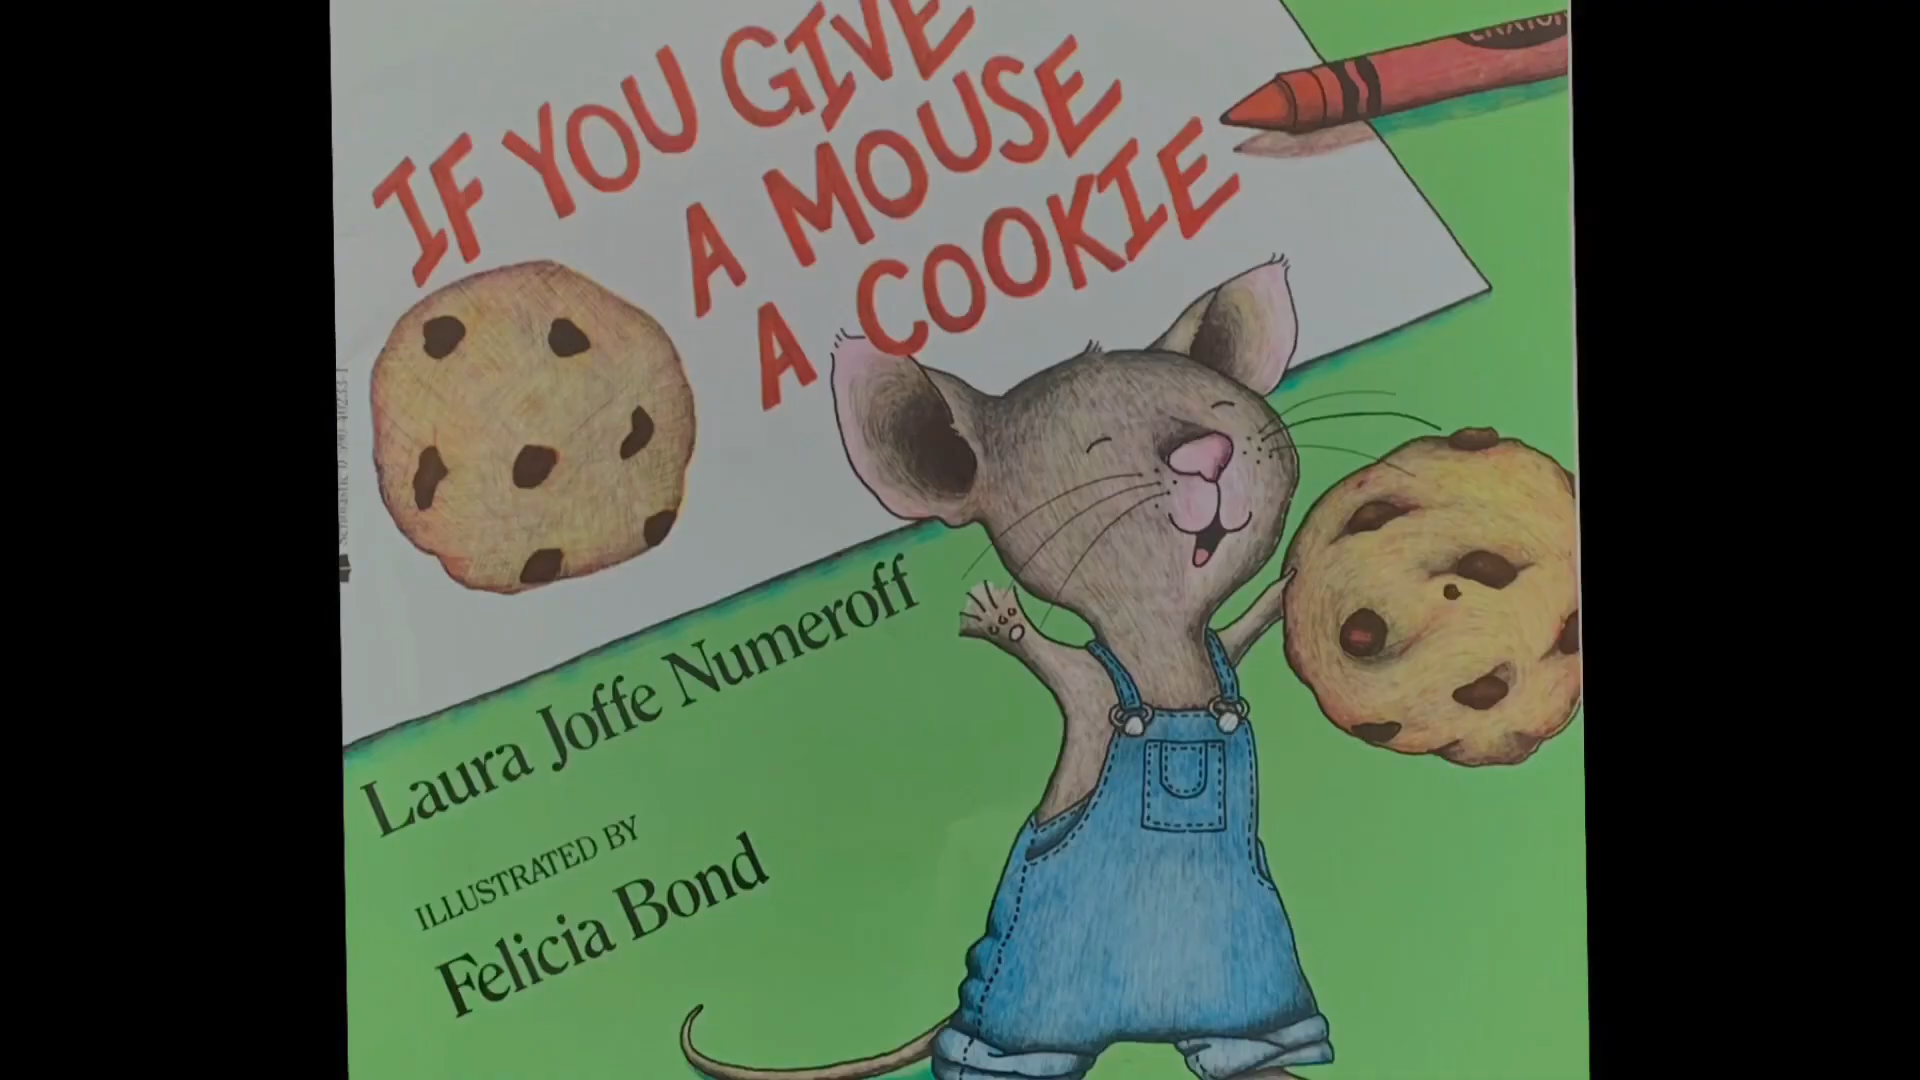 IF YOU GIVE
A MOUSE
A COOKIE
Laura Joffe Numeroff
ILLUSTRATED BY
Felicia Bond